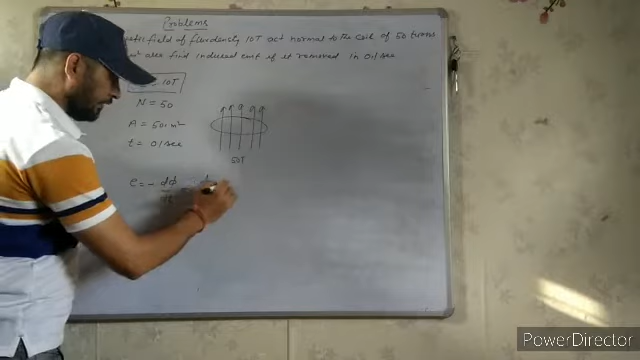 Problems
field of flux density 10T act normal to the coil of 50 turns
area find induced emf if it removed in 0.1 sec
= 10T
N = 50
A = 50 cm²
t = 0.1 sec
50T
e = - dφ/dt = - d
PowerDirector